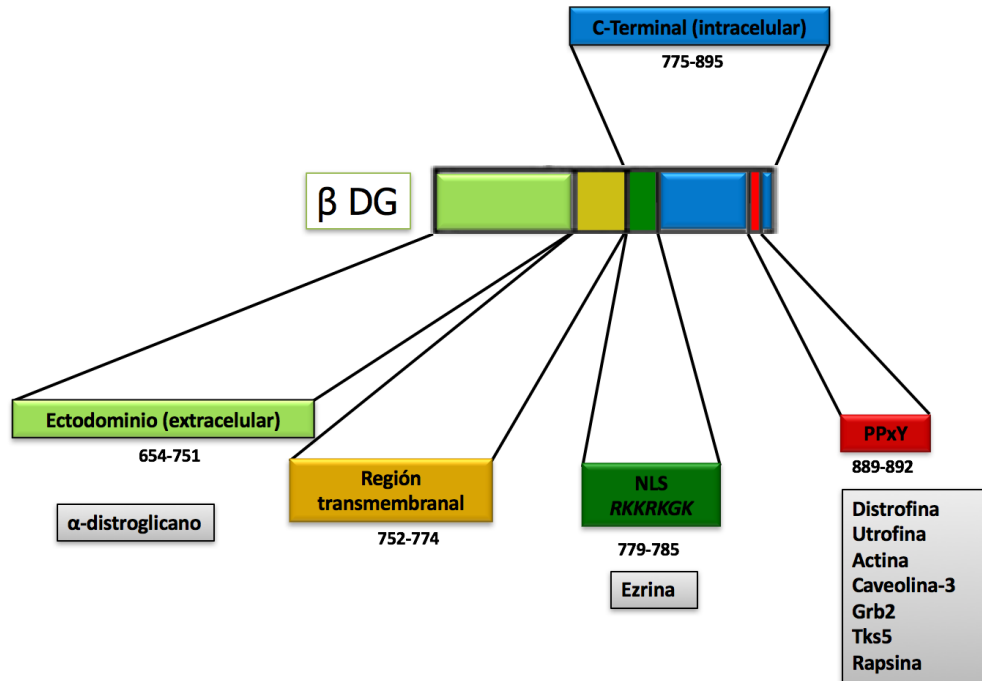 C-Terminal (intracelular)
775-895
β DG
Ectodominio (extracelular)
654-751
α-distroglicano
Región
transmembranal
752-774
NLS
RKKRKGK
779-785
Ezrina
PPxY
889-892
Distrofina
Utrofina
Actina
Caveolina-3
Grb2
Tks5
Rapsina